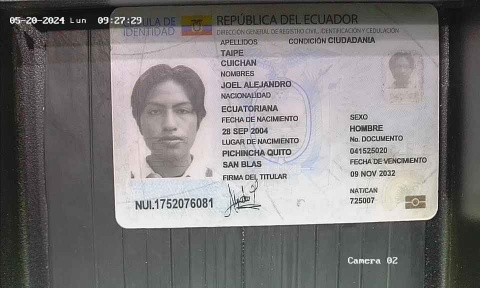 05-20-2024 Lun 09:27:29
CÉDULA DE IDENTIDAD
REPÚBLICA DEL ECUADOR
DIRECCIÓN GENERAL DE REGISTRO CIVIL, IDENTIFICACIÓN Y CEDULACIÓN
APELLIDOS
CONDICIÓN CIUDADANÍA
TAIPE
CUICHAN
NOMBRES
JOEL ALEJANDRO
NACIONALIDAD
ECUATORIANA
FECHA DE NACIMIENTO
28 SEP 2004
LUGAR DE NACIMIENTO
PICHINCHA QUITO
SAN BLAS
FIRMA DEL TITULAR
SEXO
HOMBRE
No. DOCUMENTO
041525020
FECHA DE VENCIMIENTO
09 NOV 2032
NAT/CAN
725007
NUI.1752076081
Camera 02